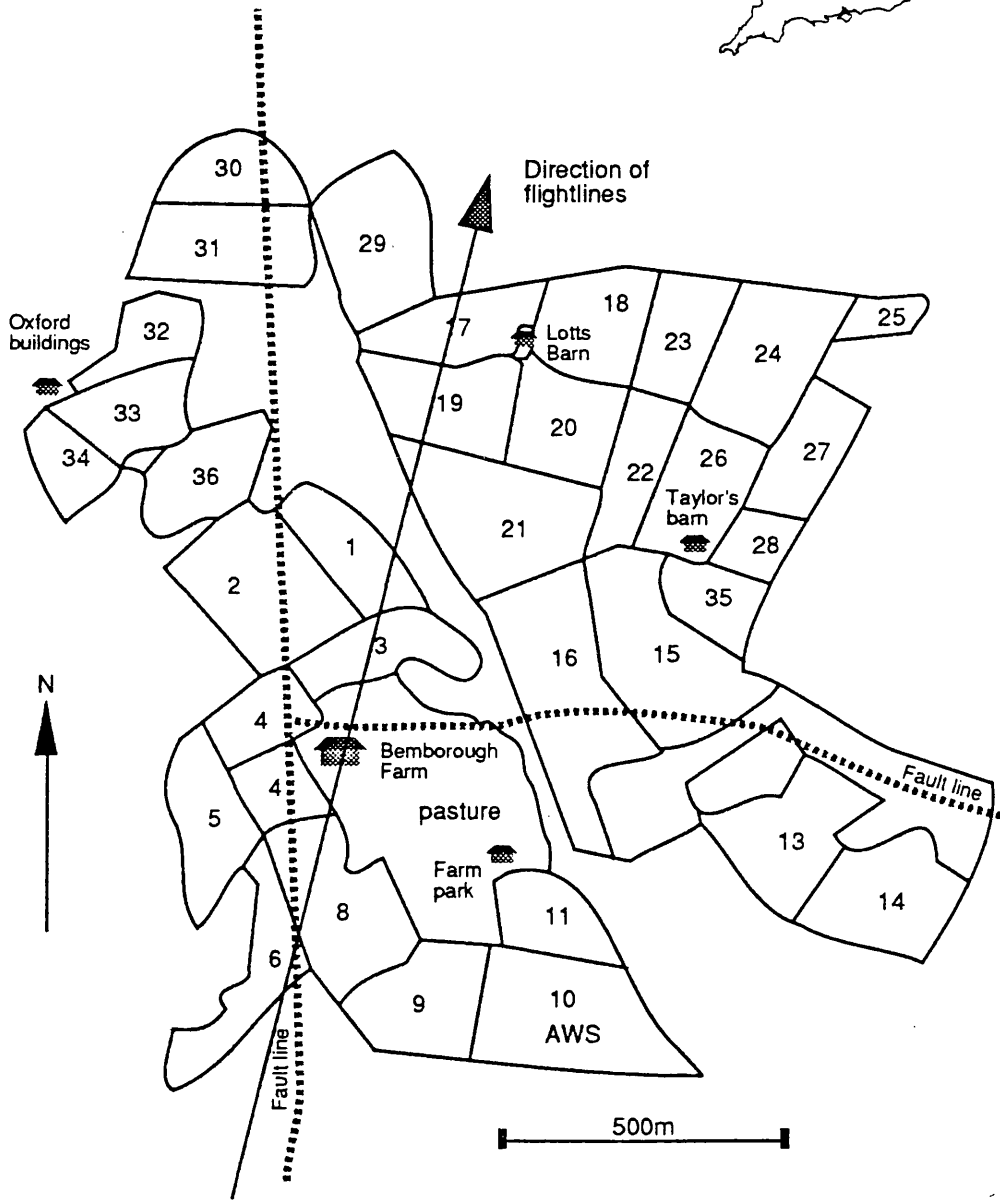 30
Direction of
flightlines
31
29
Oxford
buildings
32
17
18
25
Lotts
Barn
23
24
33
19
20
34
36
22
26
27
Taylor's
barn
21
28
1
2
35
3
16
15
N
4
Bemborough
Farm
Fault line
4
5
pasture
13
Farm
park
14
8
11
6
9
10
AWS
Fault line
500m